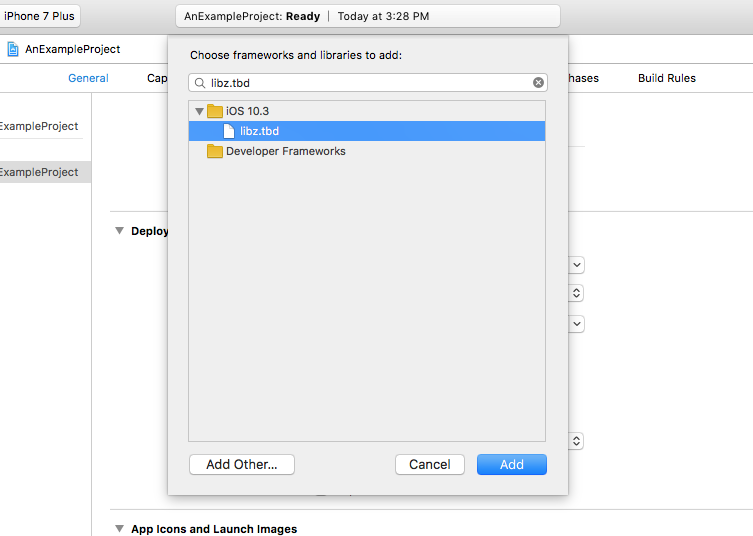 iPhone 7 Plus
AnExampleProject: Ready | Today at 3:28 PM
AnExampleProject
Choose frameworks and libraries to add:
General
Cap
libz.tbd
hases
Build Rules
iOS 10.3
libz.tbd
Developer Frameworks
ExampleProject
ExampleProject
Deploy
Add Other...
Cancel
Add
App Icons and Launch Images